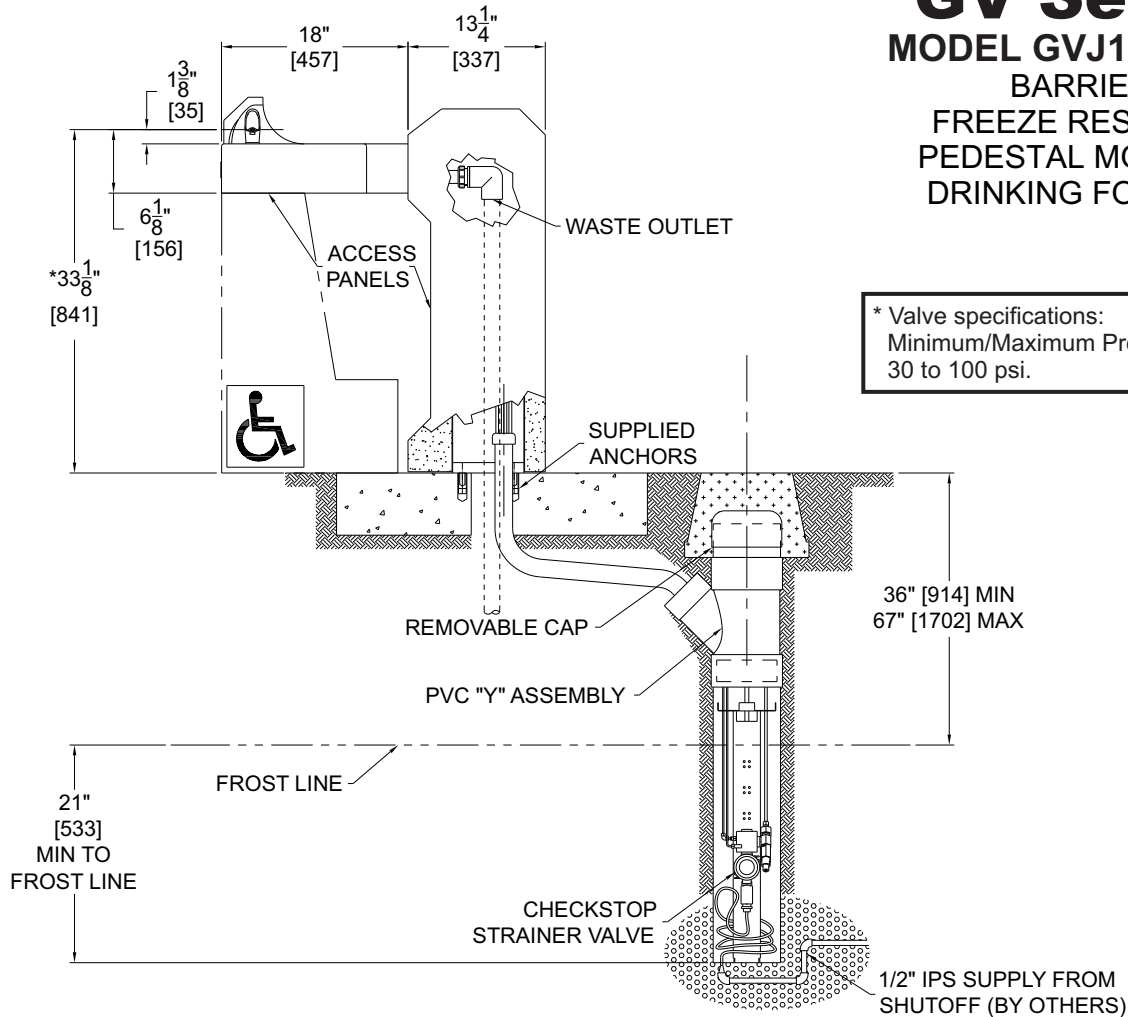 GV Se
MODEL GVJ1
BARRIE
FREEZE RES
PEDESTAL MO
DRINKING FO
* Valve specifications:
Minimum/Maximum Pre
30 to 100 psi.
18"
[457]
13 1/4"
[337]
1 3/8"
[35]
6 1/8"
[156]
*33 1/8"
[841]
ACCESS
PANELS
WASTE OUTLET
SUPPLIED
ANCHORS
36" [914] MIN
67" [1702] MAX
REMOVABLE CAP
PVC "Y" ASSEMBLY
FROST LINE
21"
[533]
MIN TO
FROST LINE
CHECKSTOP
STRAINER VALVE
1/2" IPS SUPPLY FROM
SHUTOFF (BY OTHERS)